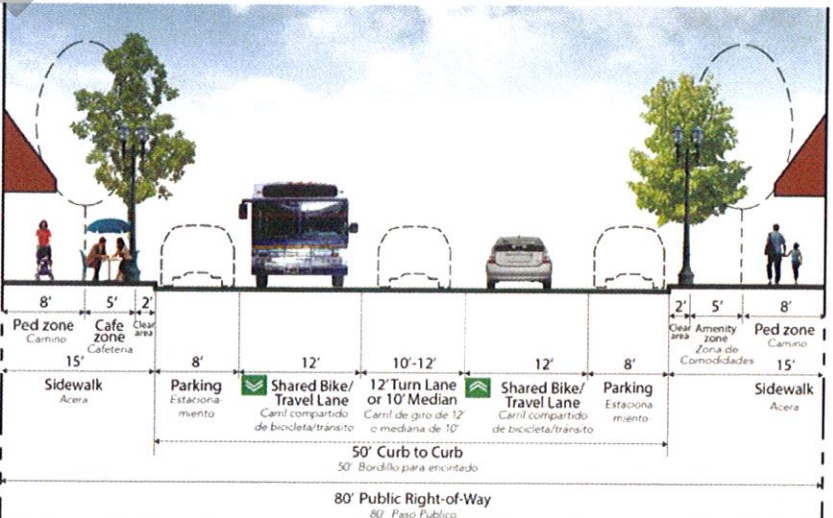 8' 5' 2' 2' 5' 8'
Ped zone Cafe zone Clear area Clear area Amenity zone Ped zone
Camino Cafeteria Zona de Comodidades Camino
15' 8' 12' 10'-12' 12' 8' 15'
Sidewalk
Acera
Parking
Estaciona-
miento
Shared Bike/
Travel Lane
Carril compartido
de bicicleta/tránsito
12' Turn Lane
or 10' Median
Carril de giro de 12'
o mediana de 10'
Shared Bike/
Travel Lane
Carril compartido
de bicicleta/tránsito
Parking
Estaciona
miento
Sidewalk
Acera
50' Curb to Curb
50' Bordillo para encintado
80' Public Right-of-Way
80' Paso Público